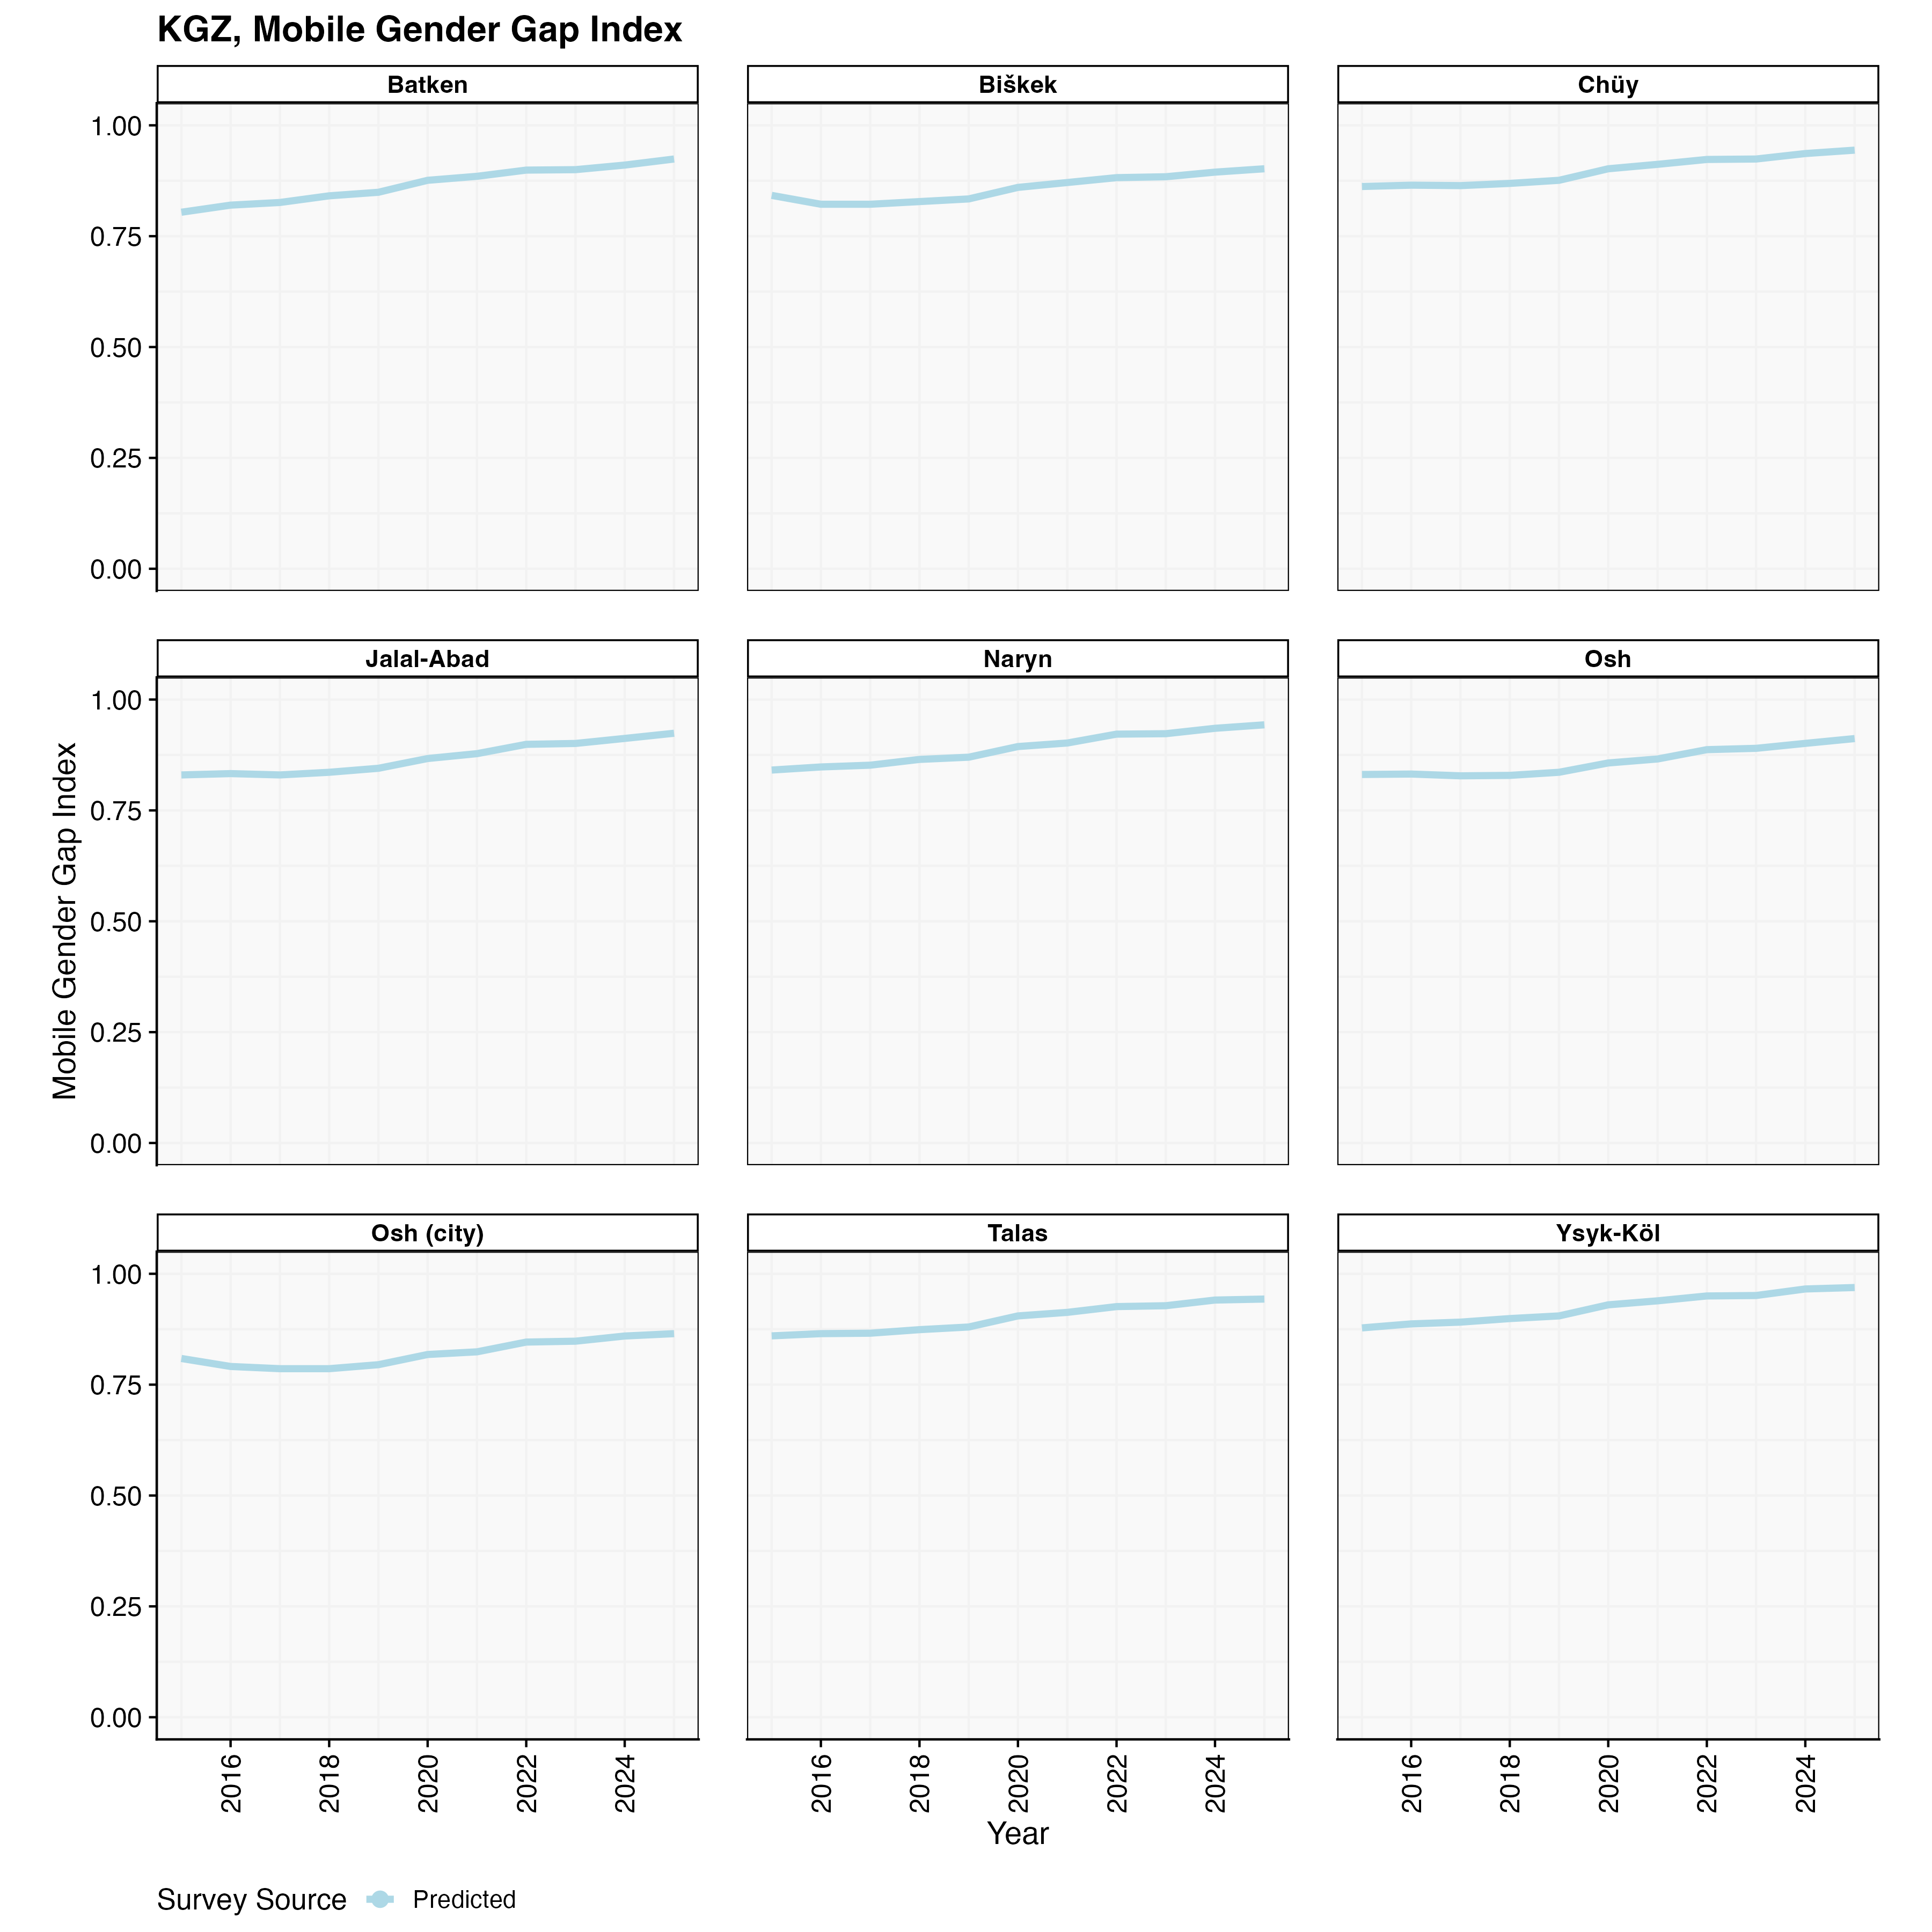 KGZ, Mobile Gender Gap Index
Batken
Biškek
Chüy
1.00
0.75
0.50
0.25
0.00
Jalal-Abad
Naryn
Osh
1.00
0.75
0.50
0.25
0.00
Mobile Gender Gap Index
Osh (city)
Talas
Ysyk-Köl
1.00
0.75
0.50
0.25
0.00
2016 2018 2020 2022 2024
2016 2018 2020 2022 2024
2016 2018 2020 2022 2024
Year
Survey Source Predicted